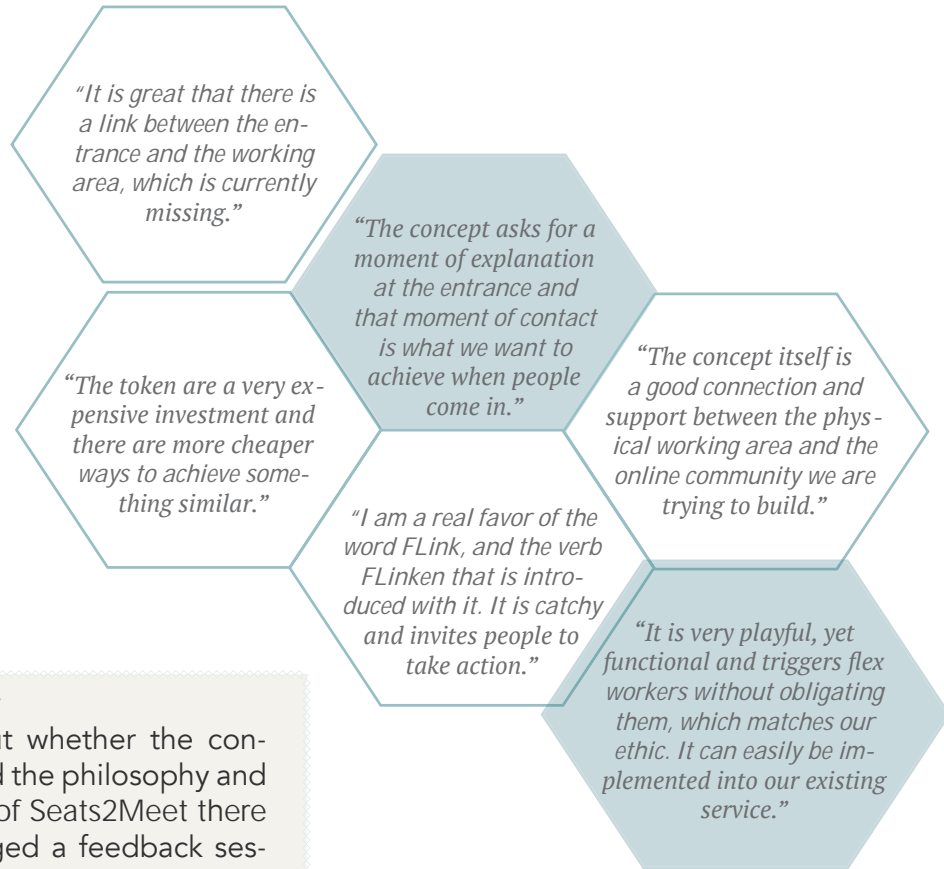 “It is great that there is
a link between the en-
trance and the working
area, which is currently
missing.”
“The concept asks for a
moment of explanation
at the entrance and
that moment of contact
is what we want to
achieve when people
come in.”
“The token are a very ex-
pensive investment and
there are more cheaper
ways to achieve some-
thing similar.”
“The concept itself is
a good connection and
support between the phys-
ical working area and the
online community we are
trying to build.”
“I am a real favor of the
word FLink, and the verb
FLinken that is intro-
duced with it. It is catchy
and invites people to
take action.”
“It is very playful, yet
functional and triggers flex
workers without obligating
them, which matches our
ethic. It can easily be im-
plemented into our existing
service.”
whether the con-
the philosophy and
of Seats2Meet there
a feedback ses-